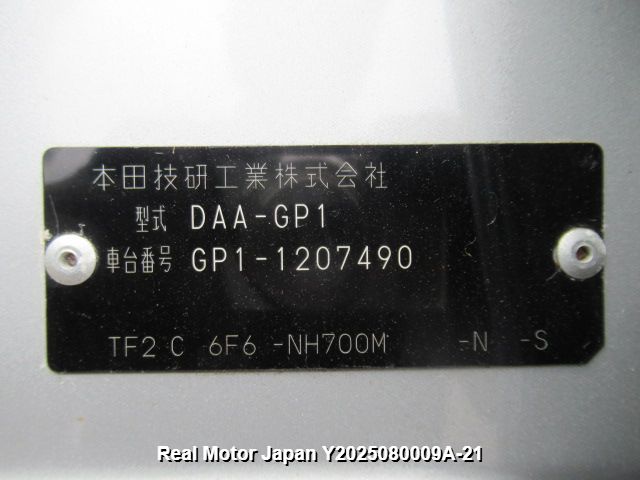 本田技研工業株式会社
型式 DAA-GP1
車台番号 GP1-1207490
TF2 C 6F6 -NH700M -N -S
Real Motor Japan Y2025080009A-21